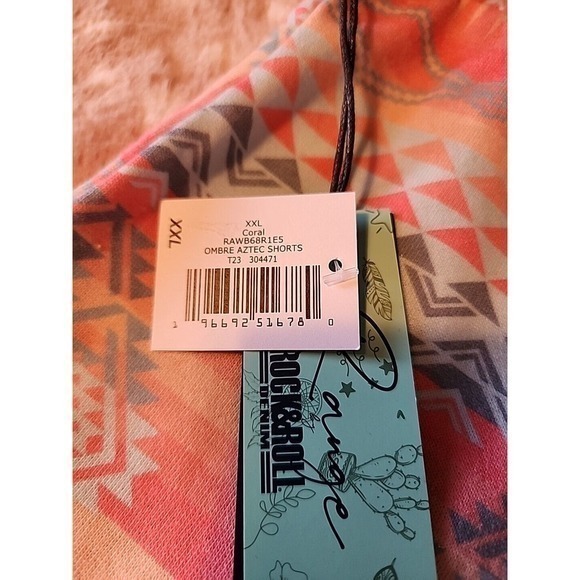 XXL
XXL
Coral
RAWB68R1E5
OMBRE AZTEC SHORTS
T23 304471
1 96692 51678 0
ROCK&ROLL
DENIM